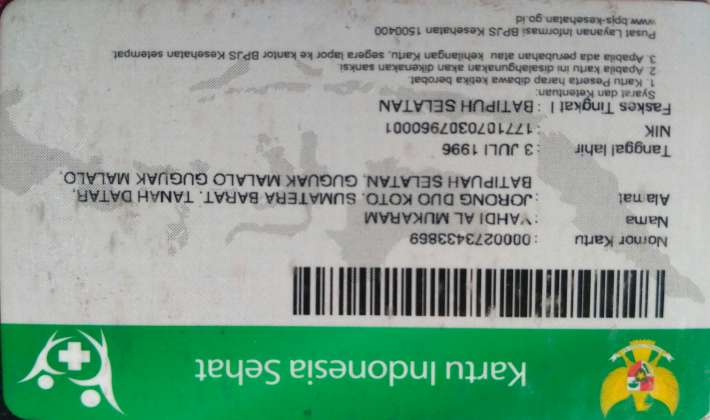 Kartu Indonesia Sehat
Nomor Kartu : 0000273433869
Nama : YAHDI AL MUKARAM
Alamat : JORONG DUO KOTO, SUMATERA BARAT, TANAH DATAR,
BATIPUAH SELATAN, GUGUAK MALALO GUGUAK MALALO,
Tanggal lahir : 3 JULI 1996
NIK : 1771070307960001
Faskes Tingkat I : BATIPUH SELATAN
Syarat dan Ketentuan:
1. Kartu Peserta harap dibawa ketika berobat.
2. Apabila kartu ini disalahgunakan akan dikenakan sanksi.
3. Apabila ada perubahan atau kehilangan Kartu, segera lapor ke kantor BPJS Kesehatan setempat
Pusat Layanan Informasi BPJS Kesehatan 1500400
www.bpjs-kesehatan.go.id